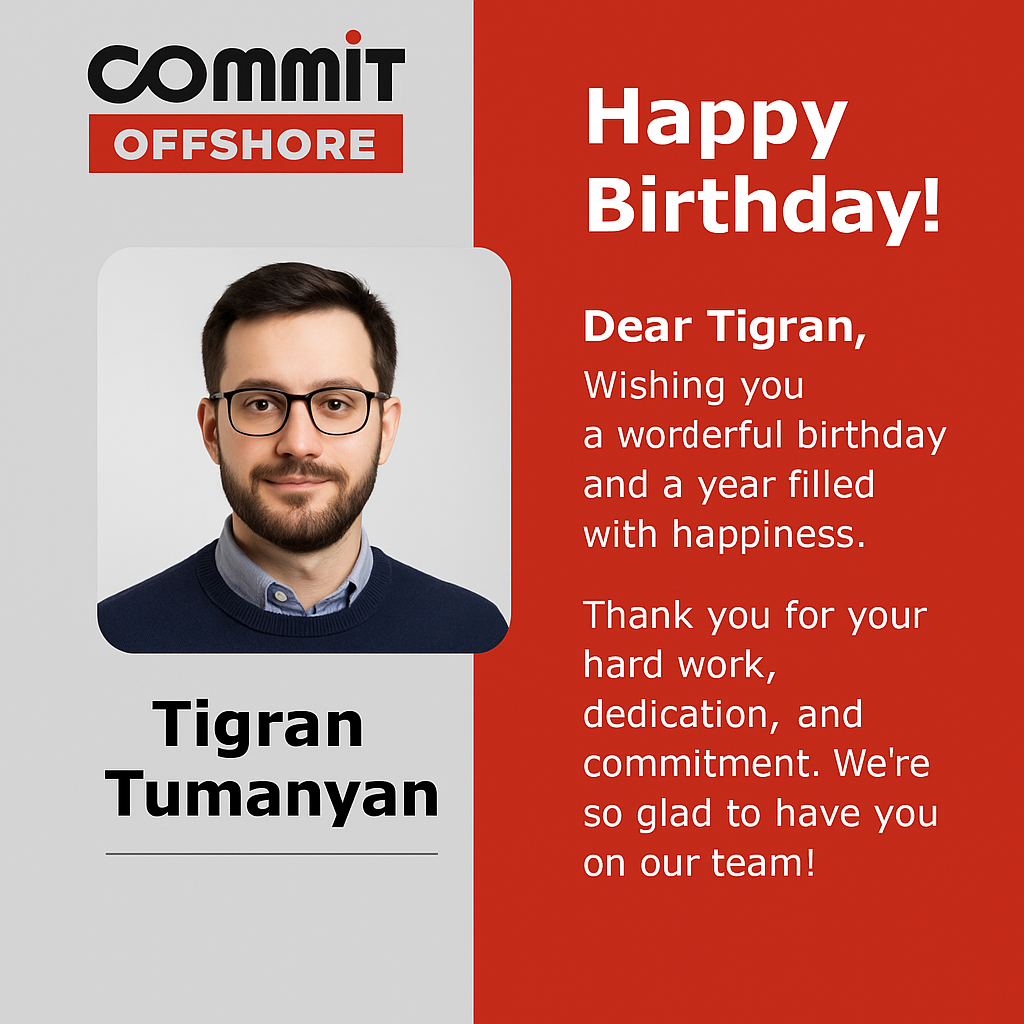 COMMIT
OFFSHORE
Tigran
Tumanyan
Happy
Birthday!
Dear Tigran,
Wishing you
a worderful birthday
and a year filled
with happiness.
Thank you for your
hard work,
dedication, and
commitment. We're
so glad to have you
on our team!